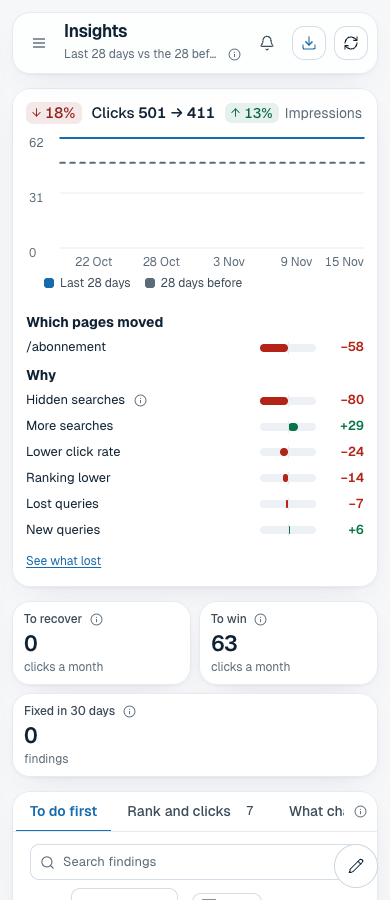 Insights
Last 28 days vs the 28 bef...
↓ 18% Clicks 501 → 411 ↑ 13% Impressions
62
31
0
22 Oct 28 Oct 3 Nov 9 Nov 15 Nov
Last 28 days 28 days before
Which pages moved
/abonnement −58
Why
Hidden searches −80
More searches +29
Lower click rate −24
Ranking lower −14
Lost queries −7
New queries +6
See what lost
To recover
0
clicks a month
To win
63
clicks a month
Fixed in 30 days
0
findings
To do first Rank and clicks 7 What cha
Search findings